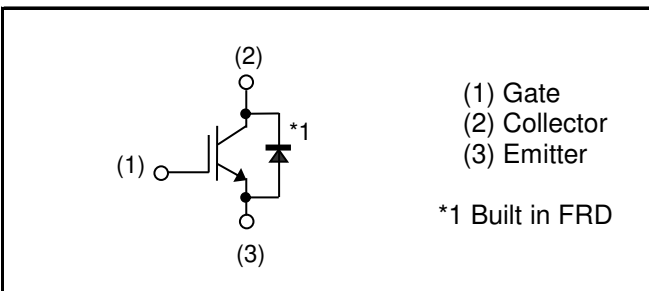 (2)
*1
(1)
(3)
(1) Gate
(2) Collector
(3) Emitter
*1 Built in FRD